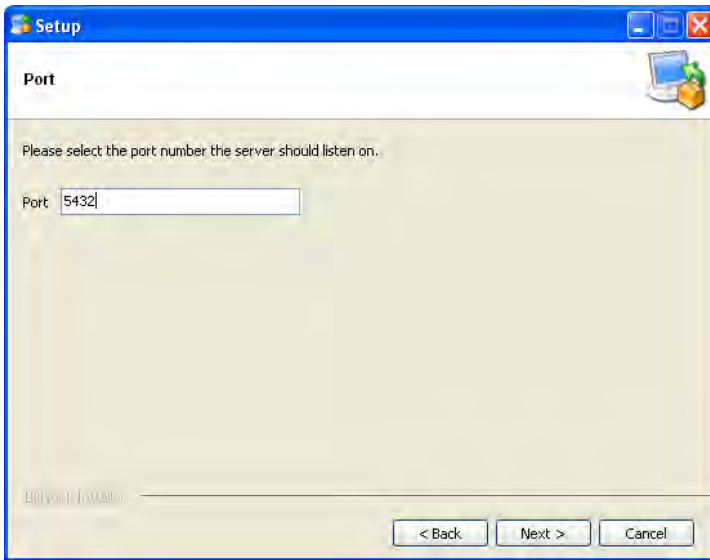 Setup
Port
Please select the port number the server should listen on.
Port 5432
< Back Next > Cancel